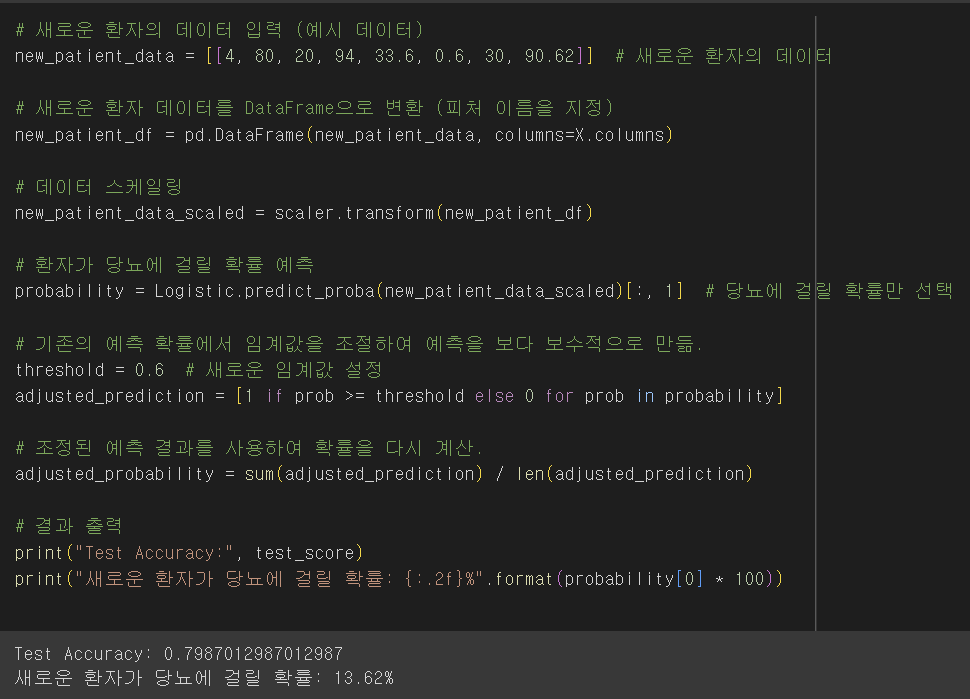 # 새로운 환자의 데이터 입력 (예시 데이터)
new_patient_data = [[4, 80, 20, 94, 33.6, 0.6, 30, 90.62]]  # 새로운 환자의 데이터
# 새로운 환자 데이터를 DataFrame으로 변환 (피처 이름을 지정)
new_patient_df = pd.DataFrame(new_patient_data, columns=X.columns)
# 데이터 스케일링
new_patient_data_scaled = scaler.transform(new_patient_df)
# 환자가 당뇨에 걸릴 확률 예측
probability = Logistic.predict_proba(new_patient_data_scaled)[:, 1]  # 당뇨에 걸릴 확률만 선택
# 기존의 예측 확률에서 임계값을 조절하여 예측을 보다 보수적으로 만듦.
threshold = 0.6  # 새로운 임계값 설정
adjusted_prediction = [1 if prob >= threshold else 0 for prob in probability]
# 조정된 예측 결과를 사용하여 확률을 다시 계산.
adjusted_probability = sum(adjusted_prediction) / len(adjusted_prediction)
# 결과 출력
print("Test Accuracy:", test_score)
print("새로운 환자가 당뇨에 걸릴 확률: {:.2f}%".format(probability[0] * 100))
Test Accuracy: 0.7987012987012987
새로운 환자가 당뇨에 걸릴 확률: 13.62%